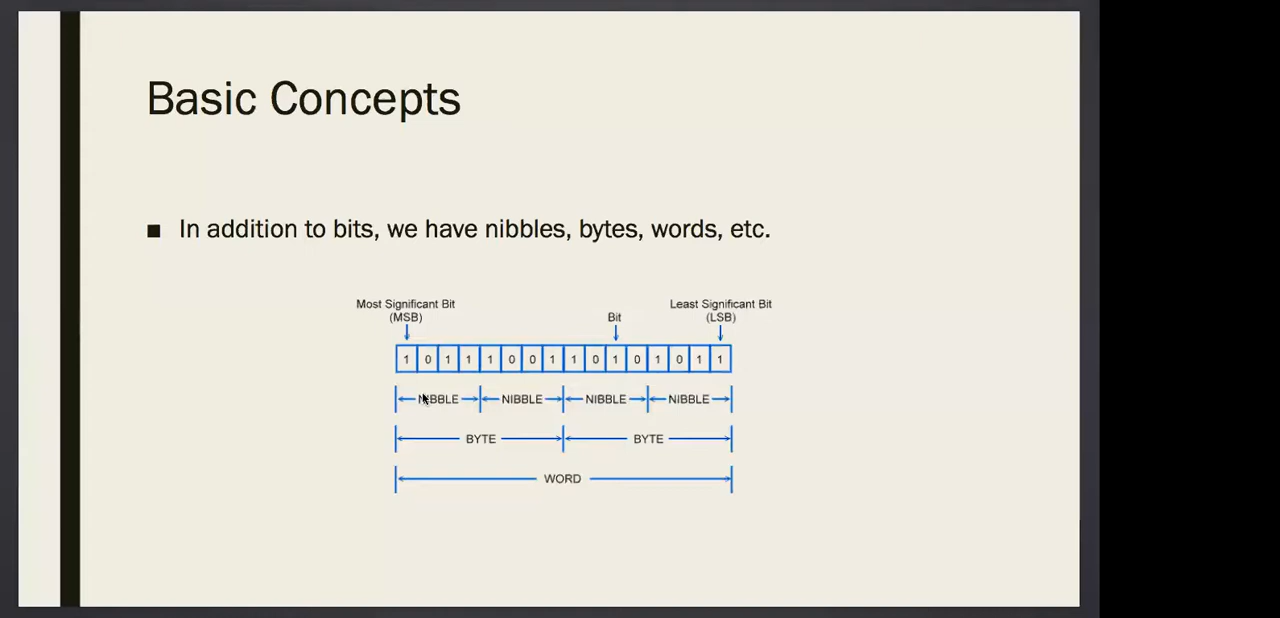 Basic Concepts
■ In addition to bits, we have nibbles, bytes, words, etc.
Most Significant Bit
(MSB)
Bit
Least Significant Bit
(LSB)
1 0 1 1 1 0 0 1 1 0 1 0 1 0 1 1
NIBBLE NIBBLE NIBBLE NIBBLE
BYTE BYTE
WORD